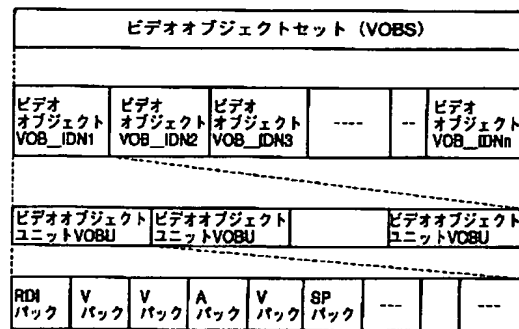 ビデオオブジェクトセット (VOBS)
ビデオ
オブジェクト
VOB__IDN1
ビデオ
オブジェクト
VOB__IDN2
ビデオ
オブジェクト
VOB__IDN3
----
--
ビデオ
オブジェクト
VOB__IDNn
ビデオオブジェクト
ユニットVOBU
ビデオオブジェクト
ユニットVOBU
ビデオオブジェクト
ユニットVOBU
RDI
パック
V
パック
V
パック
A
パック
V
パック
SP
パック
---
---